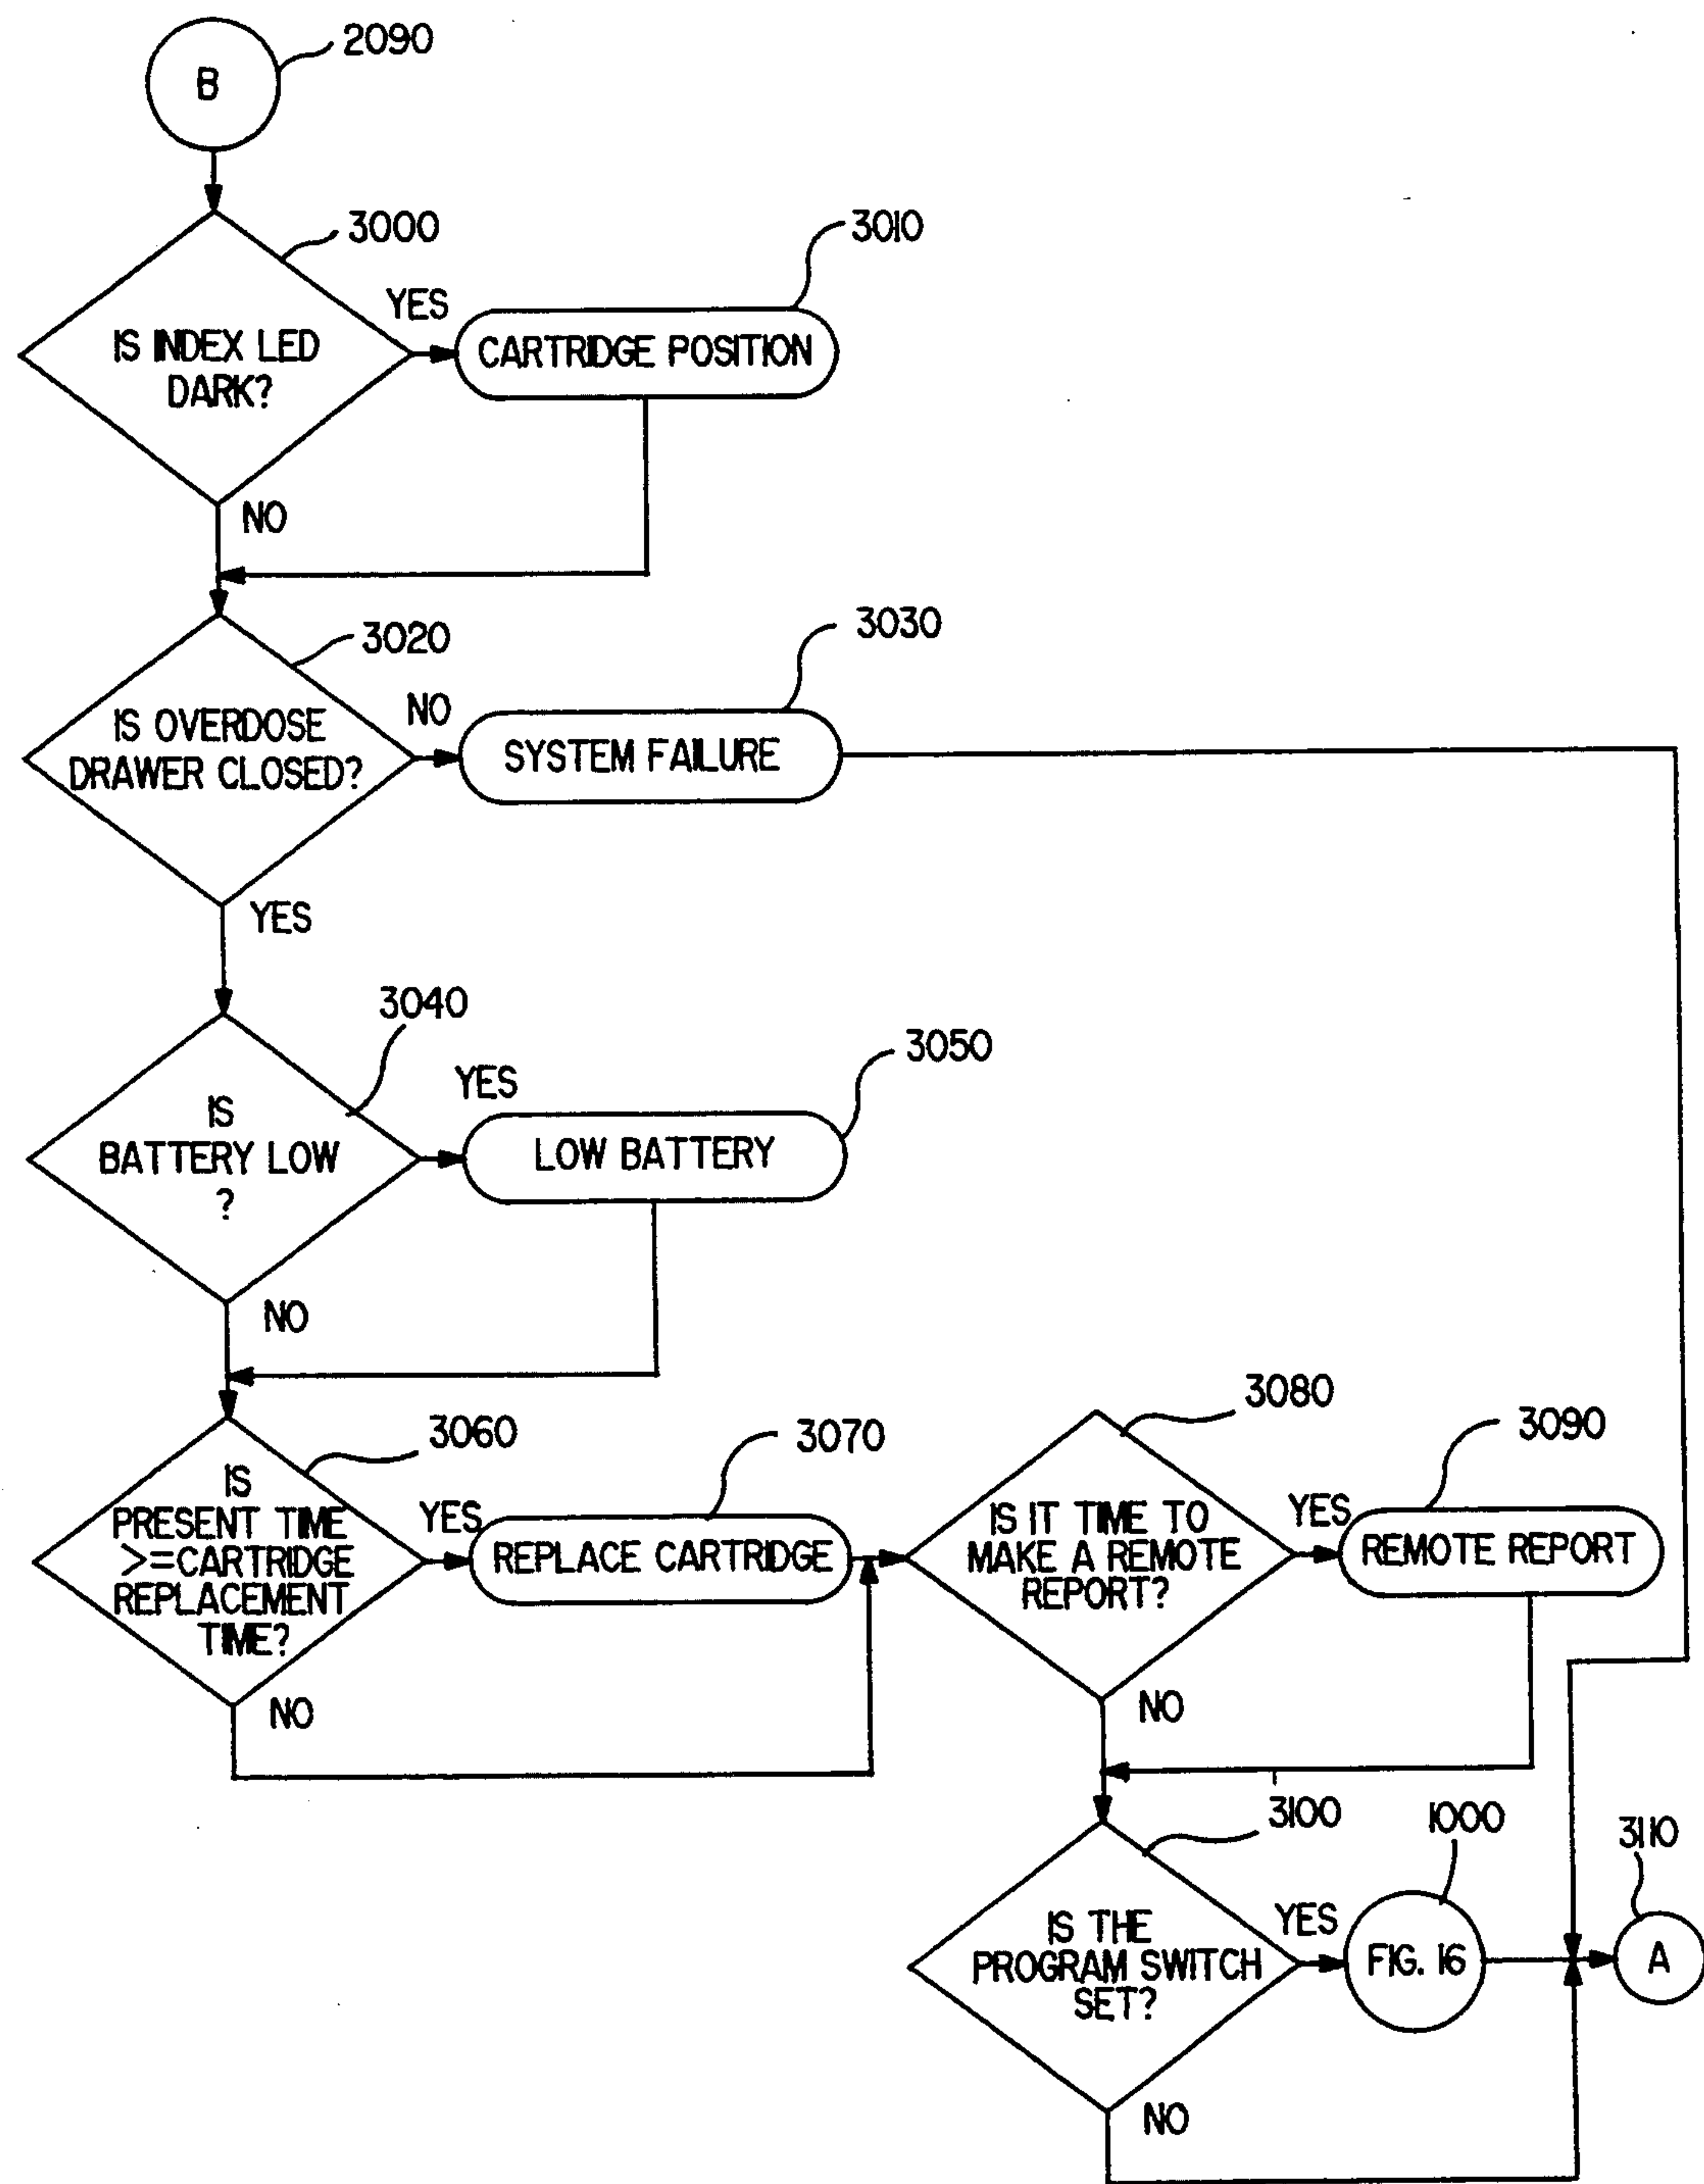 2090
B
3000
3010
YES
IS INDEX LED
DARK?
CARTRIDGE POSITION
NO
3020
3030
NO
IS OVERDOSE
DRAWER CLOSED?
SYSTEM FAILURE
YES
3040
3050
YES
IS
BATTERY LOW
?
LOW BATTERY
NO
3060
3070
IS
PRESENT TIME
>=CARTRIDGE
REPLACEMENT
TIME?
YES
REPLACE CARTRIDGE
NO
3080
3090
IS IT TIME TO
MAKE A REMOTE
REPORT?
YES
REMOTE REPORT
NO
3100
1000
3110
IS THE
PROGRAM SWITCH
SET?
YES
FIG. 16
A
NO